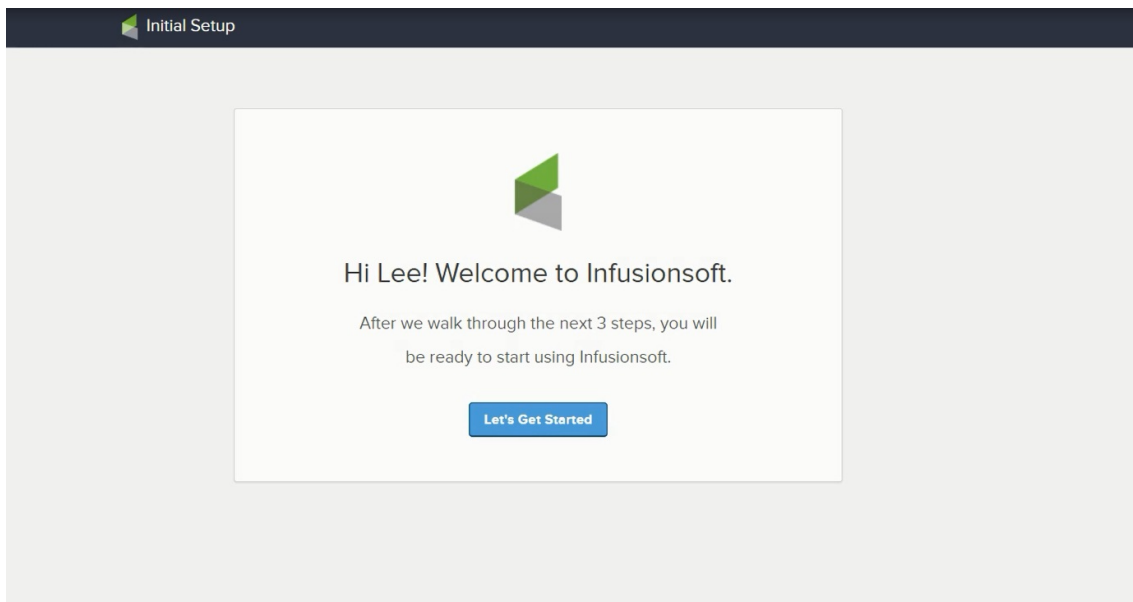 Initial Setup
Hi Lee! Welcome to Infusionsoft.
After we walk through the next 3 steps, you will
be ready to start using Infusionsoft.
Let's Get Started